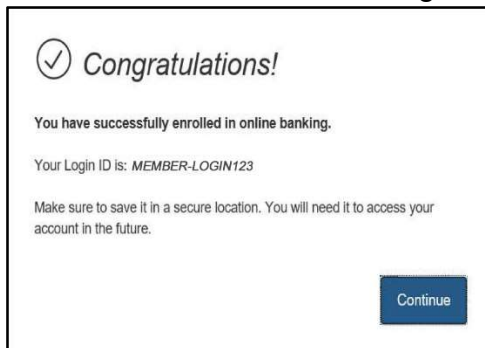 Congratulations!
You have successfully enrolled in online banking.
Your Login ID is: MEMBER-LOGIN123
Make sure to save it in a secure location. You will need it to access your
account in the future.
Continue